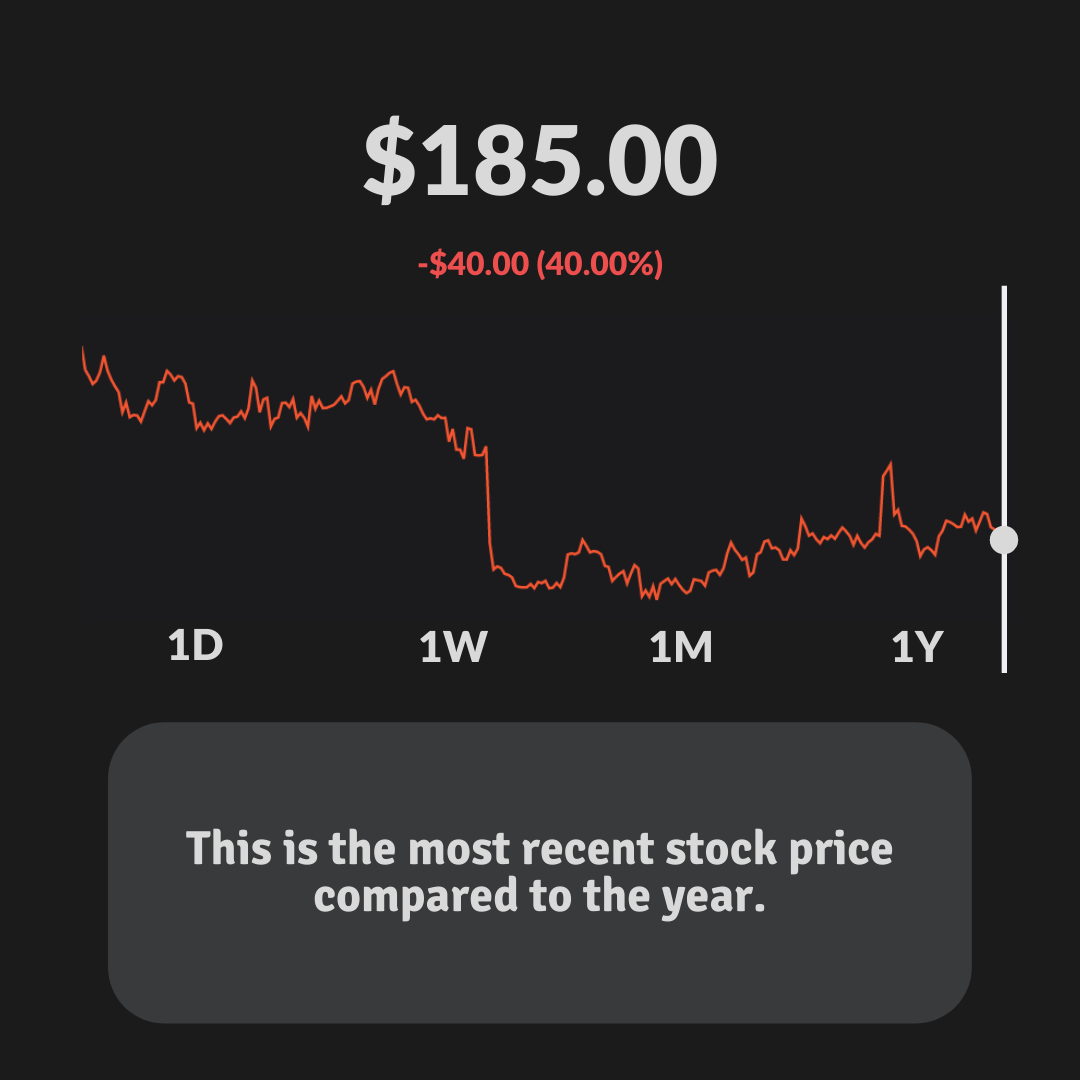 $185.00
-$40.00 (40.00%)
1D 1W 1M 1Y
This is the most recent stock price
compared to the year.